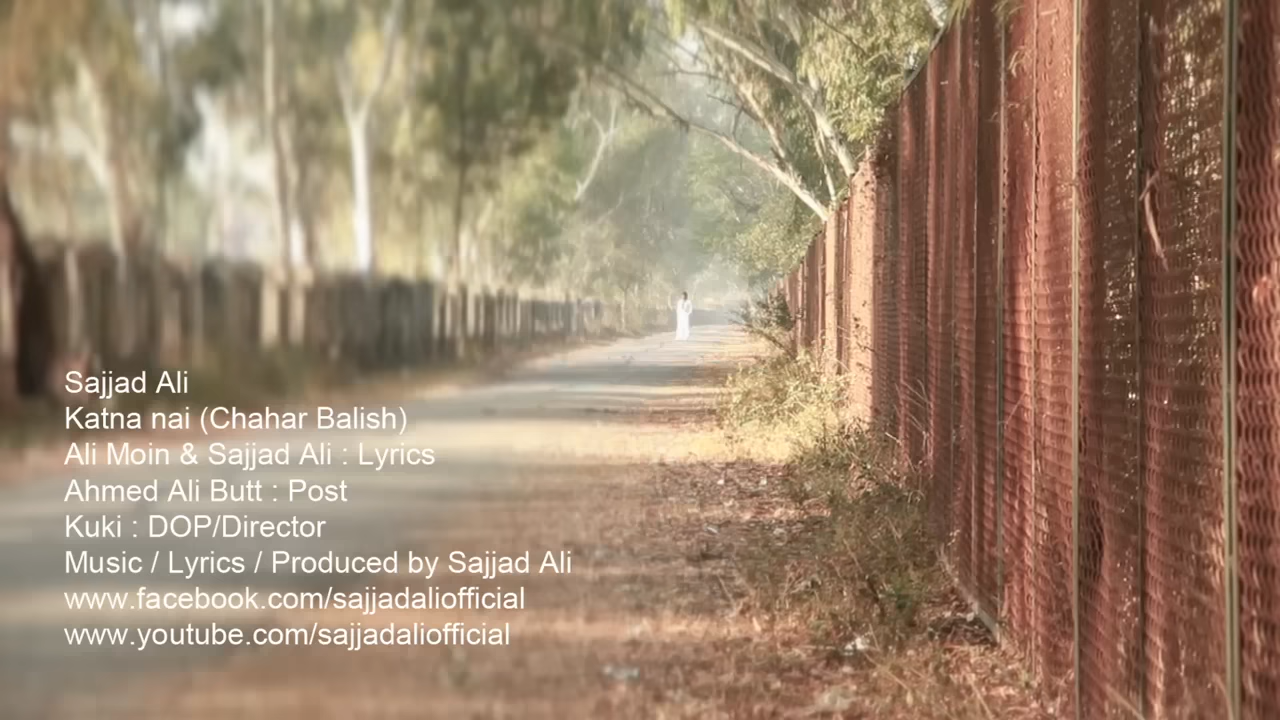 Sajjad Ali
Katna nai (Chahar Balish)
Ali Moin & Sajjad Ali : Lyrics
Ahmed Ali Butt : Post
Kuki : DOP/Director
Music / Lyrics / Produced by Sajjad Ali
www.facebook.com/sajjadaliofficial
www.youtube.com/sajjadaliofficial